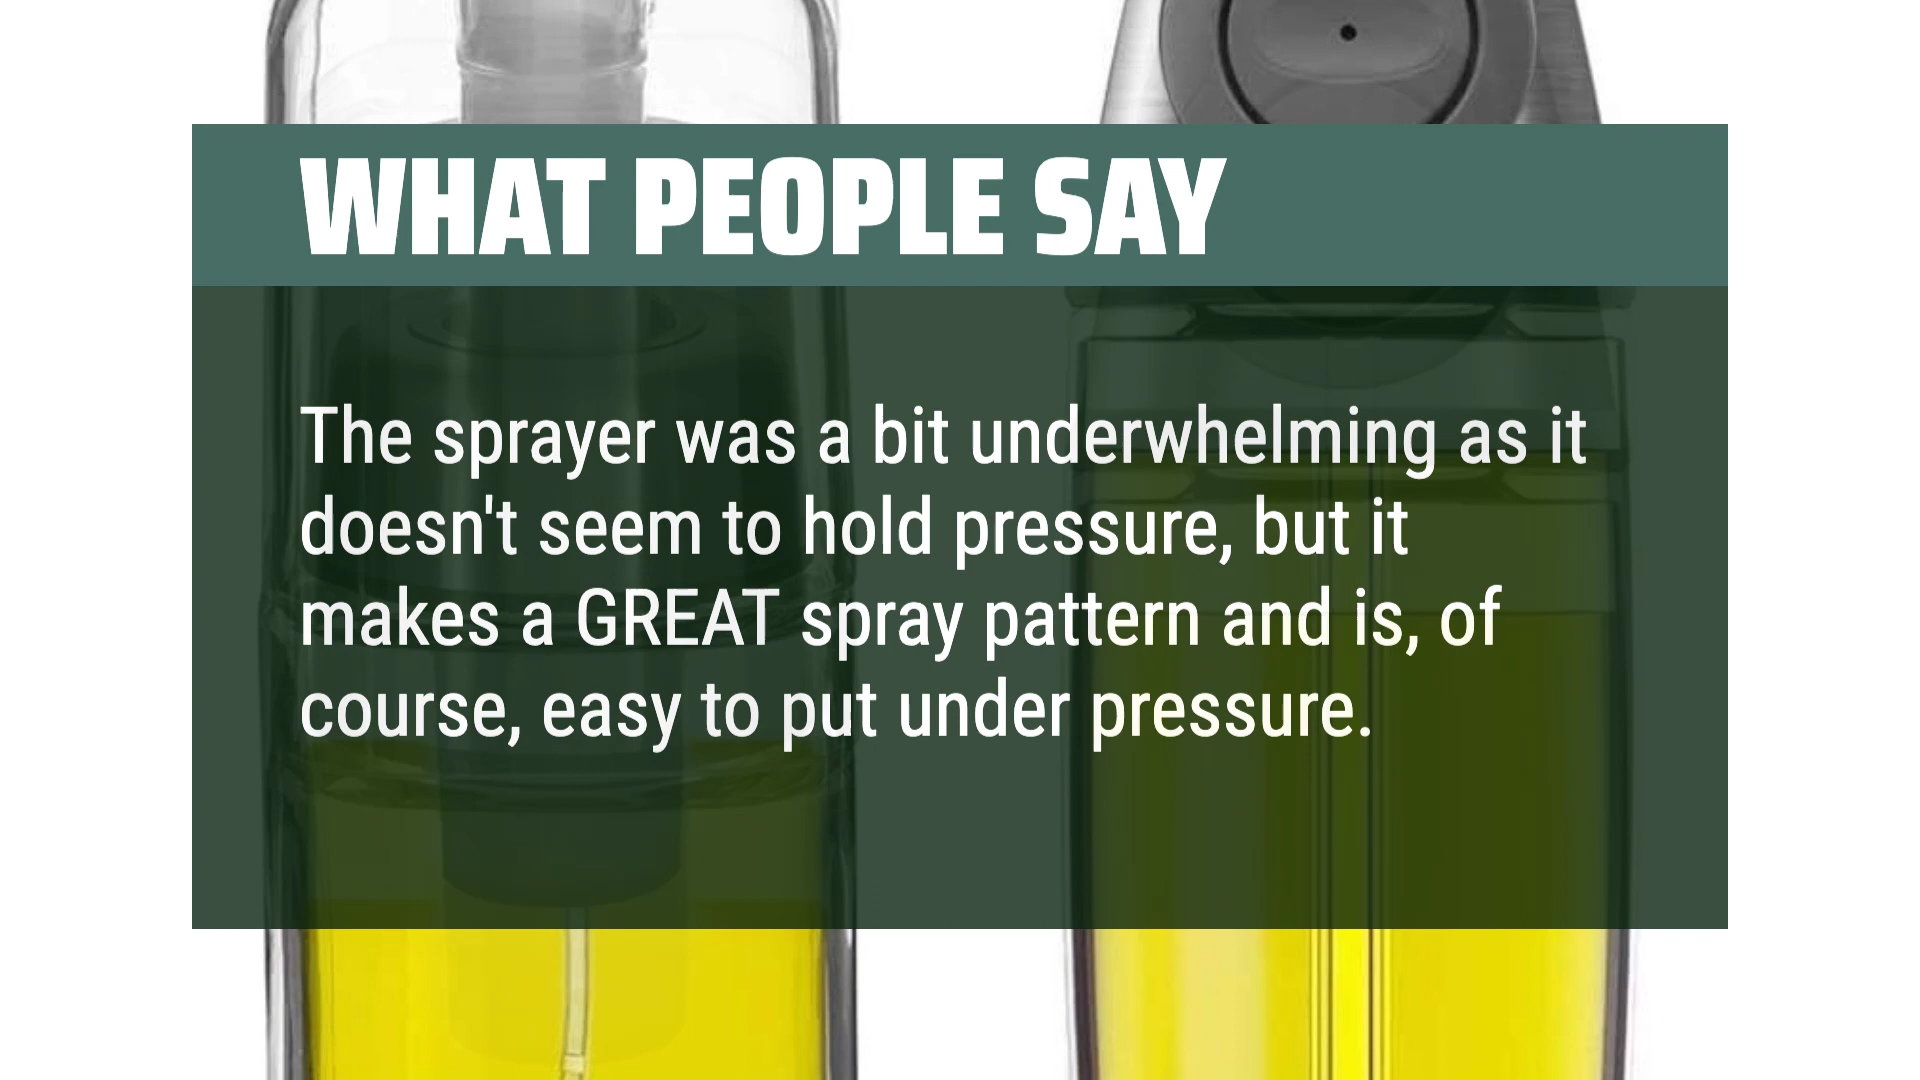 WHAT PEOPLE SAY
The sprayer was a bit underwhelming as it
doesn't seem to hold pressure, but it
makes a GREAT spray pattern and is, of
course, easy to put under pressure.